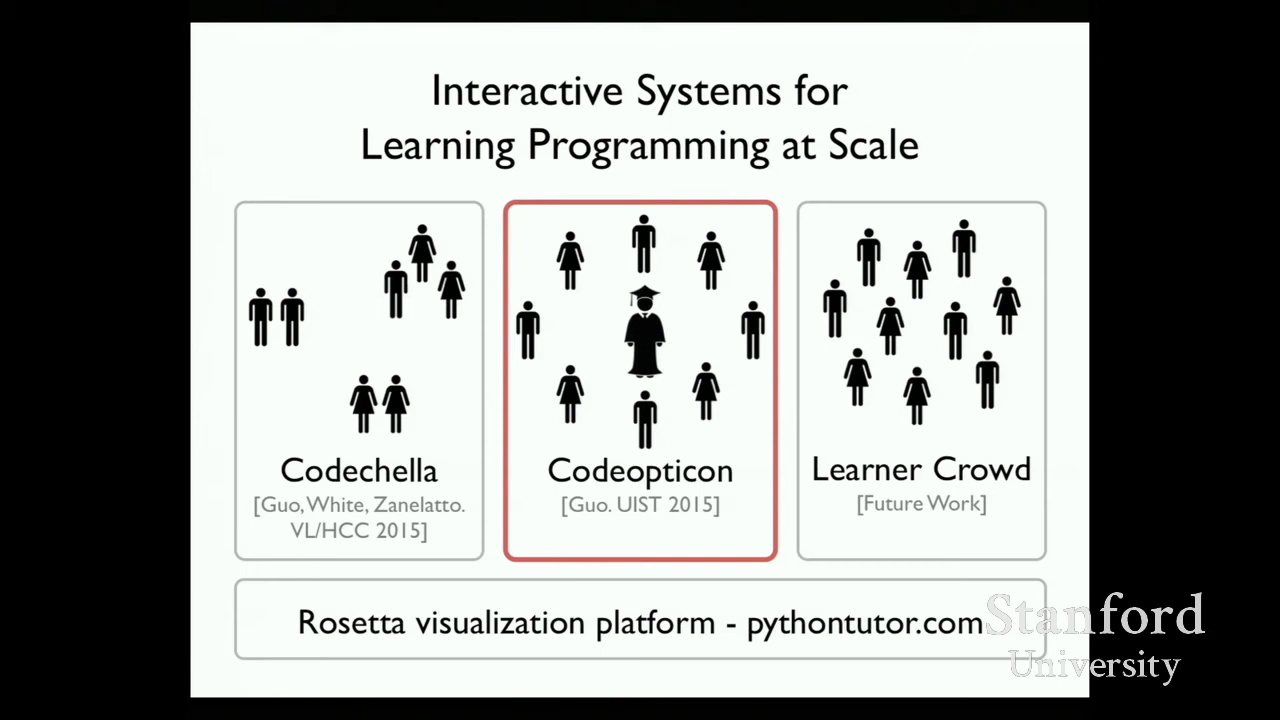 Interactive Systems for
Learning Programming at Scale
Codechella
[Guo, White, Zanelatto.
VL/HCC 2015]
Codeopticon
[Guo. UIST 2015]
Learner Crowd
[Future Work]
Rosetta visualization platform - pythontutor.com
Stanford
University